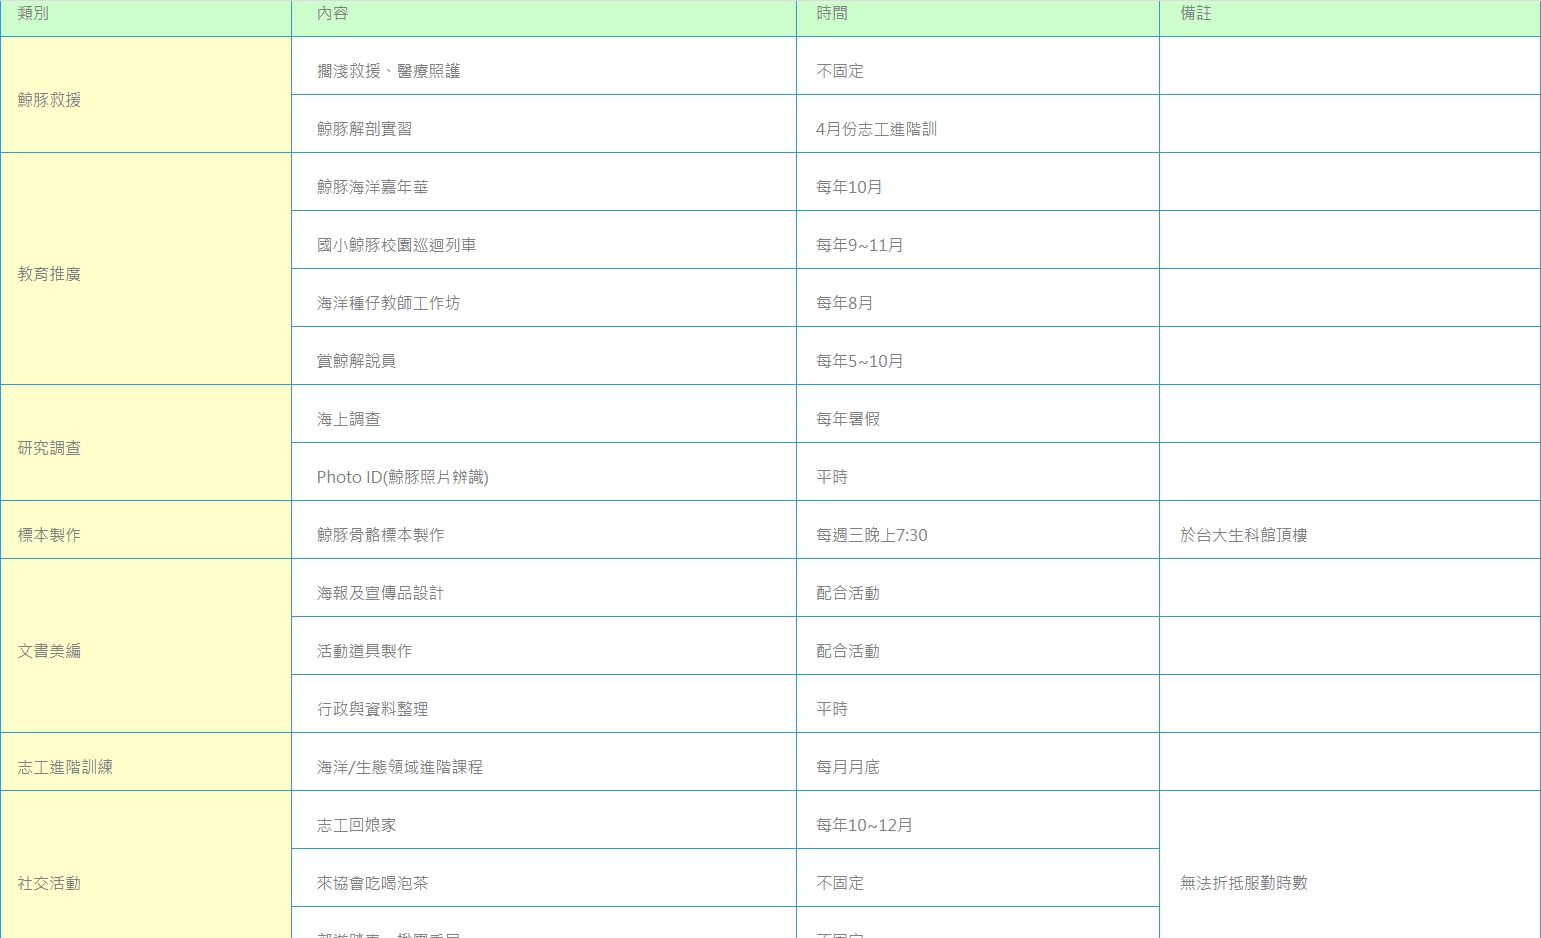 類別 內容 時間 備註
鯨豚救援
擱淺救援、醫療照護 不固定
鯨豚解剖實習 4月份志工進階訓
教育推廣
鯨豚海洋嘉年華 每年10月
國小鯨豚校園巡迴列車 每年9~11月
海洋種仔教師工作坊 每年8月
賞鯨解說員 每年5~10月
研究調查
海上調查 每年暑假
Photo ID(鯨豚照片辨識) 平時
標本製作 鯨豚骨骼標本製作 每週三晚上7:30 於台大生科館頂樓
文書美編
海報及宣傳品設計 配合活動
活動道具製作 配合活動
行政與資料整理 平時
志工進階訓練 海洋/生態領域進階課程 每月月底
社交活動
志工回娘家 每年10~12月
來協會吃喝泡茶 不固定 無法折抵服勤時數
不固定